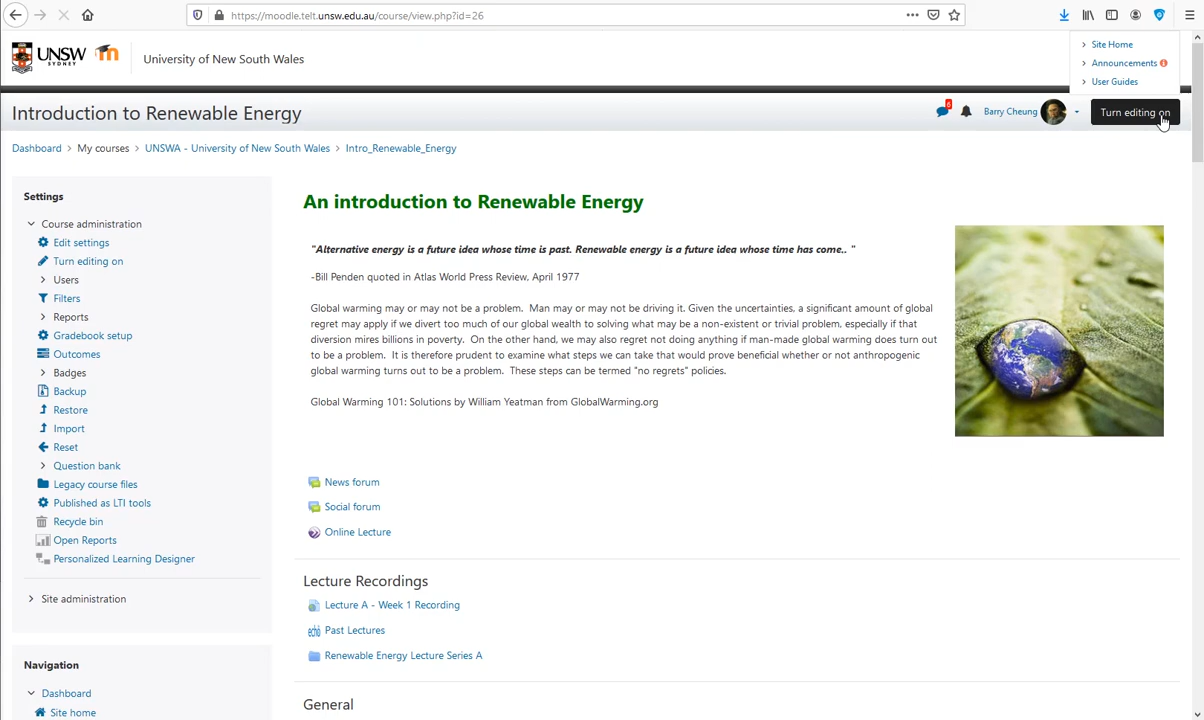 https://moodle.telt.unsw.edu.au/course/view.php?id=26
UNSW
SYDNEY
University of New South Wales
Site Home
Announcements
User Guides
Introduction to Renewable Energy
6
Barry Cheung
Turn editing on
Dashboard
My courses
UNSWA - University of New South Wales
Intro_Renewable_Energy
Settings
Course administration
Edit settings
Turn editing on
Users
Filters
Reports
Gradebook setup
Outcomes
Badges
Backup
Restore
Import
Reset
Question bank
Legacy course files
Published as LTI tools
Recycle bin
Open Reports
Personalized Learning Designer
Site administration
Navigation
Dashboard
Site home
An introduction to Renewable Energy
"Alternative energy is a future idea whose time is past. Renewable energy is a future idea whose time has come.. "
-Bill Penden quoted in Atlas World Press Review, April 1977
Global warming may or may not be a problem.  Man may or may not be driving it. Given the uncertainties, a significant amount of global
regret may apply if we divert too much of our global wealth to solving what may be a non-existent or trivial problem, especially if that
diversion mires billions in poverty.  On the other hand, we may also regret not doing anything if man-made global warming does turn out
to be a problem.  It is therefore prudent to examine what steps we can take that would prove beneficial whether or not anthropogenic
global warming turns out to be a problem.  These steps can be termed "no regrets" policies.
Global Warming 101: Solutions by William Yeatman from GlobalWarming.org
News forum
Social forum
Online Lecture
Lecture Recordings
Lecture A - Week 1 Recording
echo
Past Lectures
Renewable Energy Lecture Series A
General